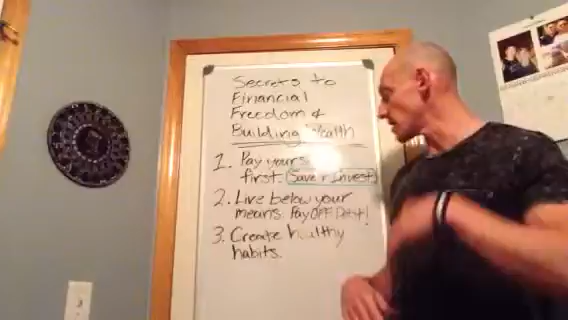 Secrets to
Financial
Freedom &
Building Wealth
1. Pay yours
first. (Save & Invest)
2. Live below your
means. Pay OFF Debt!
3. Create healthy
habits.